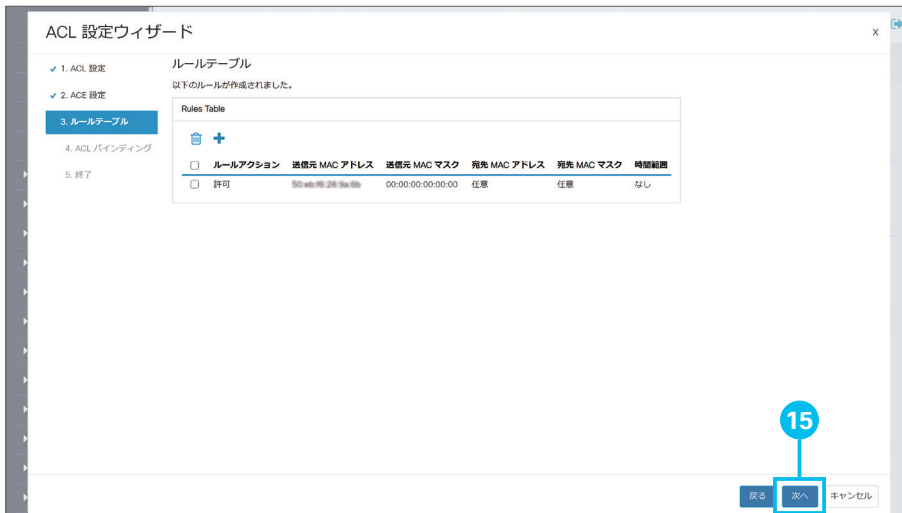 ACL 設定ウィザード
x
✓ 1. ACL 設定
✓ 2. ACE 設定
3. ルールテーブル
4. ACL バインディング
5. 終了
ルールテーブル
以下のルールが作成されました。
Rules Table
ルールアクション 送信元 MAC アドレス 送信元 MAC マスク 宛先 MAC アドレス 宛先 MAC マスク 時間範囲
許可 00:00:00:00:00:00 任意 任意 なし
15
戻る 次へ キャンセル